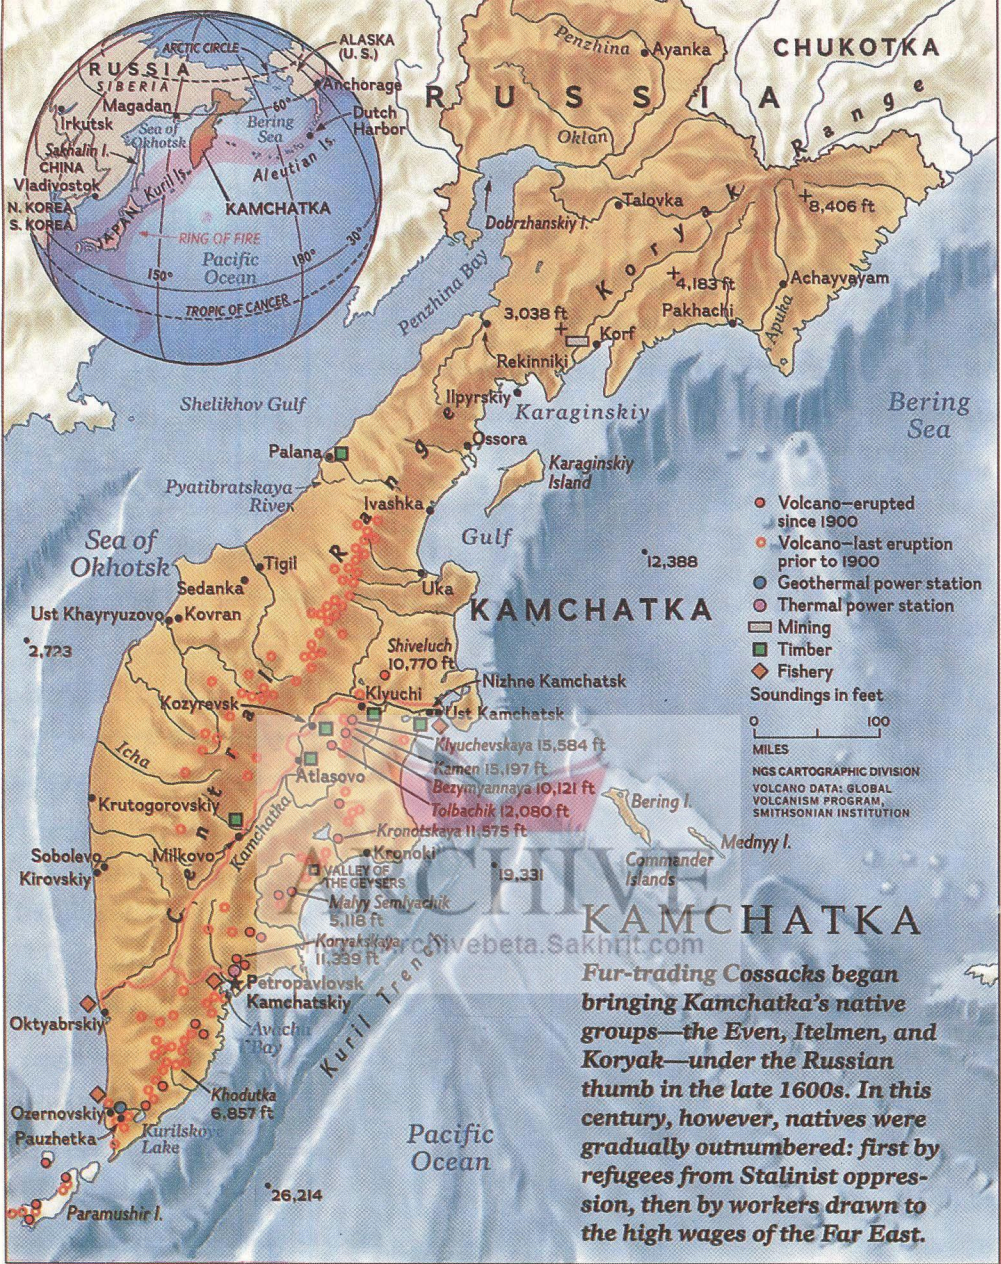 ARCTIC CIRCLE
RUSSIA
SIBERIA
Magadan
Irkutsk
Sea of
Okhotsk
Sakhalin I.
CHINA
Vladivostok
N. KOREA
S. KOREA
JAPAN
Kuril Is.
ALASKA
(U. S.)
Anchorage
60°
Bering
Sea
Dutch
Harbor
Aleutian Is.
KAMCHATKA
RING OF FIRE
Pacific
Ocean
150°
180°
30°
TROPIC OF CANCER
Penzhina
Ayanka
CHUKOTKA
RUSSIA
Oklan
Koryak Range
8,406 ft
Talovka
Dobrzhanskiy I.
4,183 ft
Achayvayam
Penzhina Bay
3,038 ft
Pakhachi
Apuka
Korf
Rekinniki
Ilpyrskiy
Karaginskiy
Gulf
Bering
Sea
Shelikhov Gulf
Ossora
Palana
Karaginskiy
Island
Pyatibratskaya
River
Ivashka
Sea of
Okhotsk
Tigil
Sedanka
Uka
12,388
Ust Khayryuzovo
Kovran
KAMCHATKA
2,723
Shiveluch
10,770 ft
Klyuchi
Nizhne Kamchatsk
Kozyrevsk
Ust Kamchatsk
Central Range
Klyuchevskaya 15,584 ft
Kamen 15,197 ft
Bezymyannaya 10,121 ft
Tolbachik 12,080 ft
Icha
Atlasovo
Krutogorovskiy
Kamchatka
Kronotskaya 11,575 ft
Milkovo
Kronoki
Sobolevo
Kirovskiy
VALLEY OF
THE GEYSERS
19,331
Malyy Semlyachik
5,118 ft
Koryakskaya
11,339 ft
Petropavlovsk
Kamchatskiy
Oktyabrskiy
Avacha
Bay
Kuril Trench
Khodutka
6,857 ft
Ozernovskiy
Pauzhetka
Kurilskoye
Lake
Pacific
Ocean
26,214
Paramushir I.
Bering I.
Mednyy I.
Commander
Islands
Volcano—erupted
since 1900
Volcano—last eruption
prior to 1900
Geothermal power station
Thermal power station
Mining
Timber
Fishery
Soundings in feet
0 100
MILES
NGS CARTOGRAPHIC DIVISION
VOLCANO DATA: GLOBAL
VOLCANISM PROGRAM,
SMITHSONIAN INSTITUTION
ARCHIVE
archivebeta.Sakhrit.com
KAMCHATKA
Fur-trading Cossacks began
bringing Kamchatka's native
groups—the Even, Itelmen, and
Koryak—under the Russian
thumb in the late 1600s. In this
century, however, natives were
gradually outnumbered: first by
refugees from Stalinist oppres-
sion, then by workers drawn to
the high wages of the Far East.